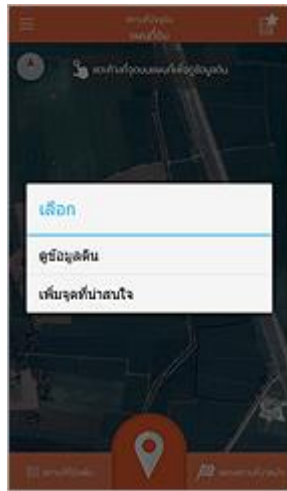 แผนที่ดิน
แตะค้างที่จุดบนแผนที่เพื่อดูข้อมูลดิน
เลือก
ดูข้อมูลดิน
เพิ่มจุดที่น่าสนใจ